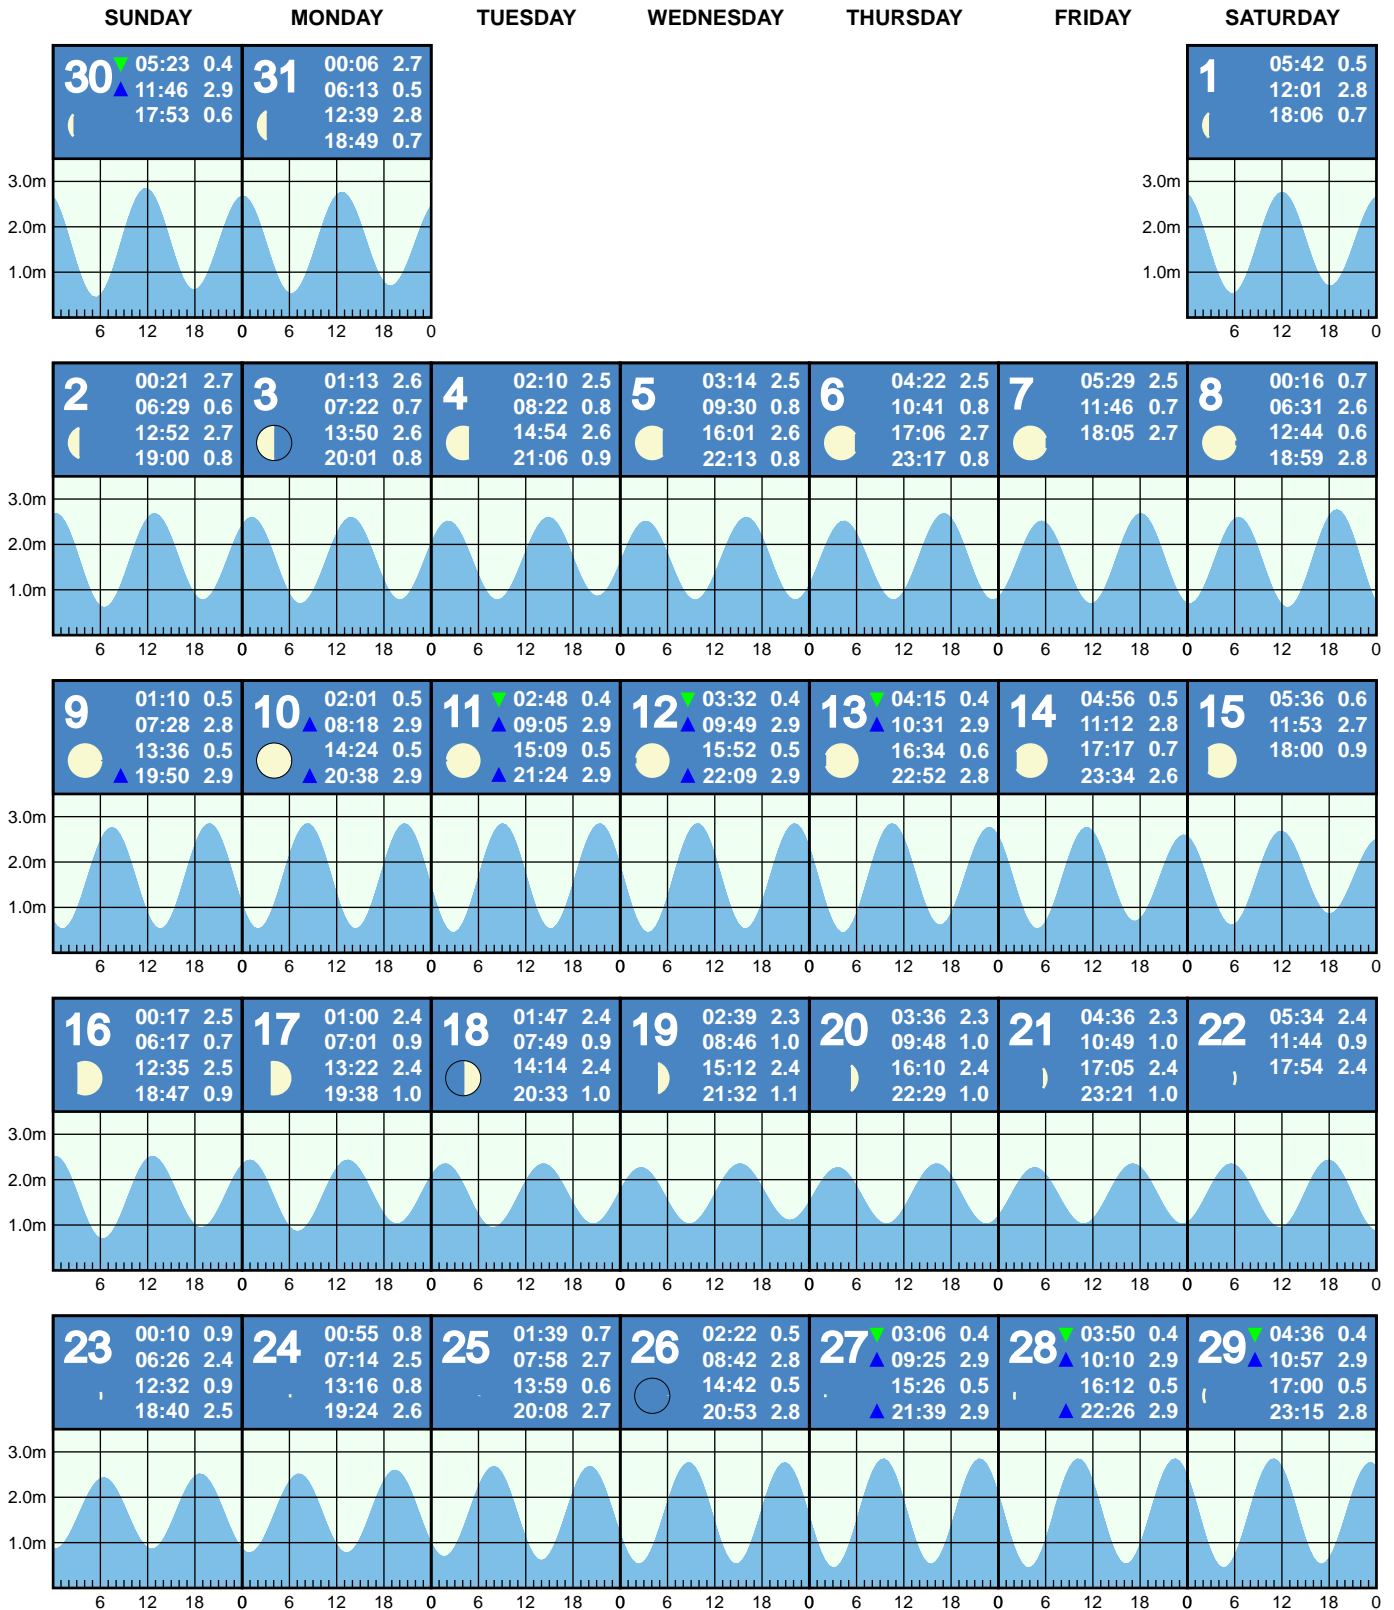 SUNDAY MONDAY TUESDAY WEDNESDAY THURSDAY FRIDAY SATURDAY
30 05:23 0.4
11:46 2.9
17:53 0.6
31 00:06 2.7
06:13 0.5
12:39 2.8
18:49 0.7
1 05:42 0.5
12:01 2.8
18:06 0.7
3.0m
2.0m
1.0m
6 12 18 0 6 12 18 0
3.0m
2.0m
1.0m
6 12 18 0
2 00:21 2.7
06:29 0.6
12:52 2.7
19:00 0.8
3 01:13 2.6
07:22 0.7
13:50 2.6
20:01 0.8
4 02:10 2.5
08:22 0.8
14:54 2.6
21:06 0.9
5 03:14 2.5
09:30 0.8
16:01 2.6
22:13 0.8
6 04:22 2.5
10:41 0.8
17:06 2.7
23:17 0.8
7 05:29 2.5
11:46 0.7
18:05 2.7
8 00:16 0.7
06:31 2.6
12:44 0.6
18:59 2.8
3.0m
2.0m
1.0m
6 12 18 0 6 12 18 0 6 12 18 0 6 12 18 0 6 12 18 0 6 12 18 0 6 12 18 0
9 01:10 0.5
07:28 2.8
13:36 0.5
19:50 2.9
10 02:01 0.5
08:18 2.9
14:24 0.5
20:38 2.9
11 02:48 0.4
09:05 2.9
15:09 0.5
21:24 2.9
12 03:32 0.4
09:49 2.9
15:52 0.5
22:09 2.9
13 04:15 0.4
10:31 2.9
16:34 0.6
22:52 2.8
14 04:56 0.5
11:12 2.8
17:17 0.7
23:34 2.6
15 05:36 0.6
11:53 2.7
18:00 0.9
3.0m
2.0m
1.0m
6 12 18 0 6 12 18 0 6 12 18 0 6 12 18 0 6 12 18 0 6 12 18 0 6 12 18 0
16 00:17 2.5
06:17 0.7
12:35 2.5
18:47 0.9
17 01:00 2.4
07:01 0.9
13:22 2.4
19:38 1.0
18 01:47 2.4
07:49 0.9
14:14 2.4
20:33 1.0
19 02:39 2.3
08:46 1.0
15:12 2.4
21:32 1.1
20 03:36 2.3
09:48 1.0
16:10 2.4
22:29 1.0
21 04:36 2.3
10:49 1.0
17:05 2.4
23:21 1.0
22 05:34 2.4
11:44 0.9
17:54 2.4
3.0m
2.0m
1.0m
6 12 18 0 6 12 18 0 6 12 18 0 6 12 18 0 6 12 18 0 6 12 18 0 6 12 18 0
23 00:10 0.9
06:26 2.4
12:32 0.9
18:40 2.5
24 00:55 0.8
07:14 2.5
13:16 0.8
19:24 2.6
25 01:39 0.7
07:58 2.7
13:59 0.6
20:08 2.7
26 02:22 0.5
08:42 2.8
14:42 0.5
20:53 2.8
27 03:06 0.4
09:25 2.9
15:26 0.5
21:39 2.9
28 03:50 0.4
10:10 2.9
16:12 0.5
22:26 2.9
29 04:36 0.4
10:57 2.9
17:00 0.5
23:15 2.8
3.0m
2.0m
1.0m
6 12 18 0 6 12 18 0 6 12 18 0 6 12 18 0 6 12 18 0 6 12 18 0 6 12 18 0